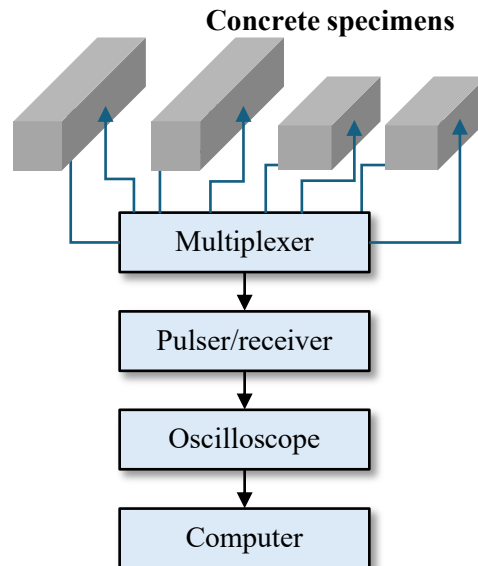 Concrete specimens
Multiplexer
Pulser/receiver
Oscilloscope
Computer